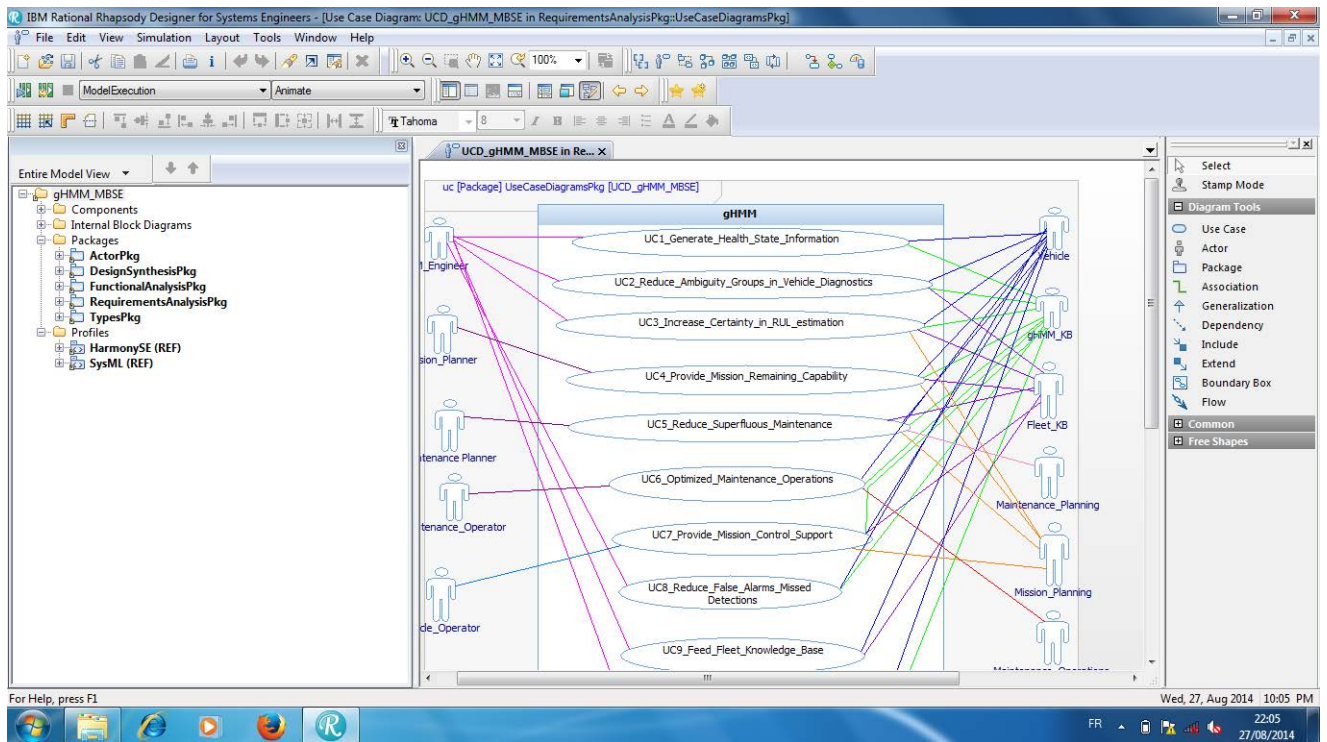 IBM Rational Rhapsody Designer for Systems Engineers - [Use Case Diagram: UCD_gHMM_MBSE in RequirementsAnalysisPkg::UseCaseDiagramsPkg]
File Edit View Simulation Layout Tools Window Help
100%
ModelExecution Animate
Tahoma 8
Entire Model View
gHMM_MBSE
Components
Internal Block Diagrams
Packages
ActorPkg
DesignSynthesisPkg
FunctionalAnalysisPkg
RequirementsAnalysisPkg
TypesPkg
Profiles
HarmonySE (REF)
SysML (REF)
UCD_gHMM_MBSE in Re...
uc [Package] UseCaseDiagramsPkg [UCD_gHMM_MBSE]
gHMM
UC1_Generate_Health_State_Information
UC2_Reduce_Ambiguity_Groups_in_Vehicle_Diagnostics
UC3_Increase_Certainty_in_RUL_estimation
UC4_Provide_Mission_Remaining_Capability
UC5_Reduce_Superfluous_Maintenance
UC6_Optimized_Maintenance_Operations
UC7_Provide_Mission_Control_Support
UC8_Reduce_False_Alarms_Missed
Detections
UC9_Feed_Fleet_Knowledge_Base
M_Engineer
sion_Planner
tenance Planner
tenance_Operator
cle_Operator
Vehicle
gHMM_KB
Fleet_KB
Maintenance_Planning
Mission_Planning
Maintenance_Operations
Select
Stamp Mode
Diagram Tools
Use Case
Actor
Package
Association
Generalization
Dependency
Include
Extend
Boundary Box
Flow
Common
Free Shapes
For Help, press F1
Wed, 27, Aug 2014 10:05 PM
FR
22:05
27/08/2014